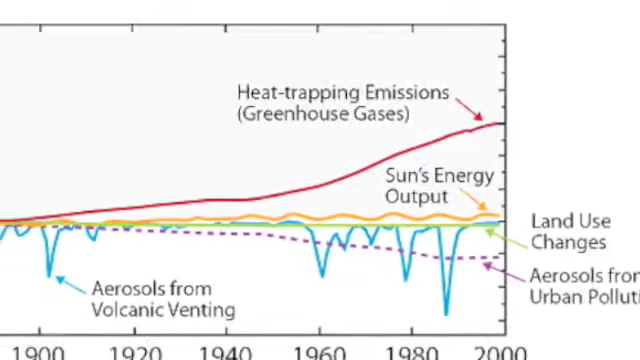 Heat-trapping Emissions
(Greenhouse Gases)
Sun's Energy
Output
Land Use
Changes
Aerosols from
Urban
Aerosols from
Volcanic Venting
1900 1920 1940 1960 1980 2000